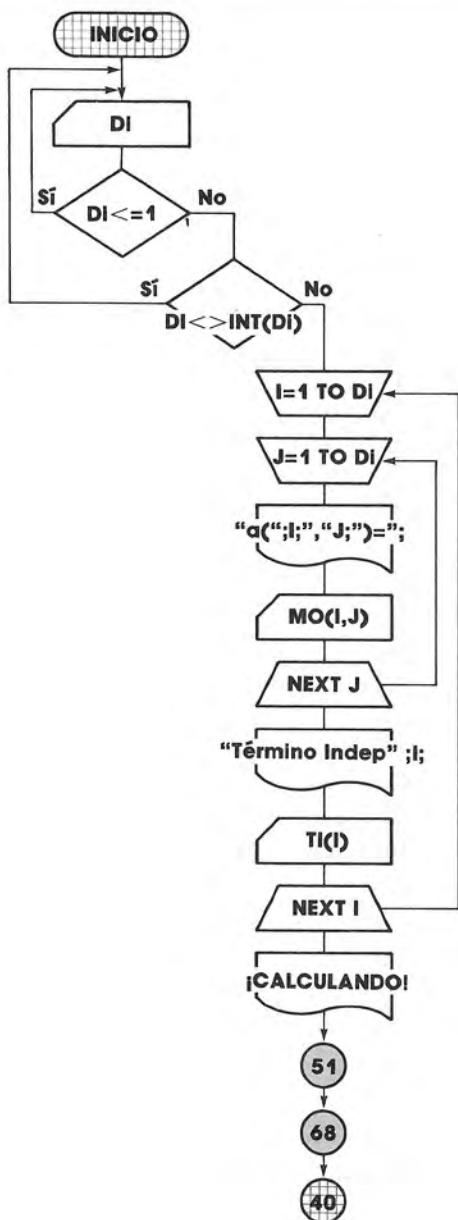 INICIO
DI
Sí
No
DI<=1
Sí
No
DI<>INT(DI)
I=1 TO DI
J=1 TO DI
"a(";I;","J;")=";
MO(I,J)
NEXT J
"Término Indep" ;I;
TI(I)
NEXT I
¡CALCULANDO!
51
68
40